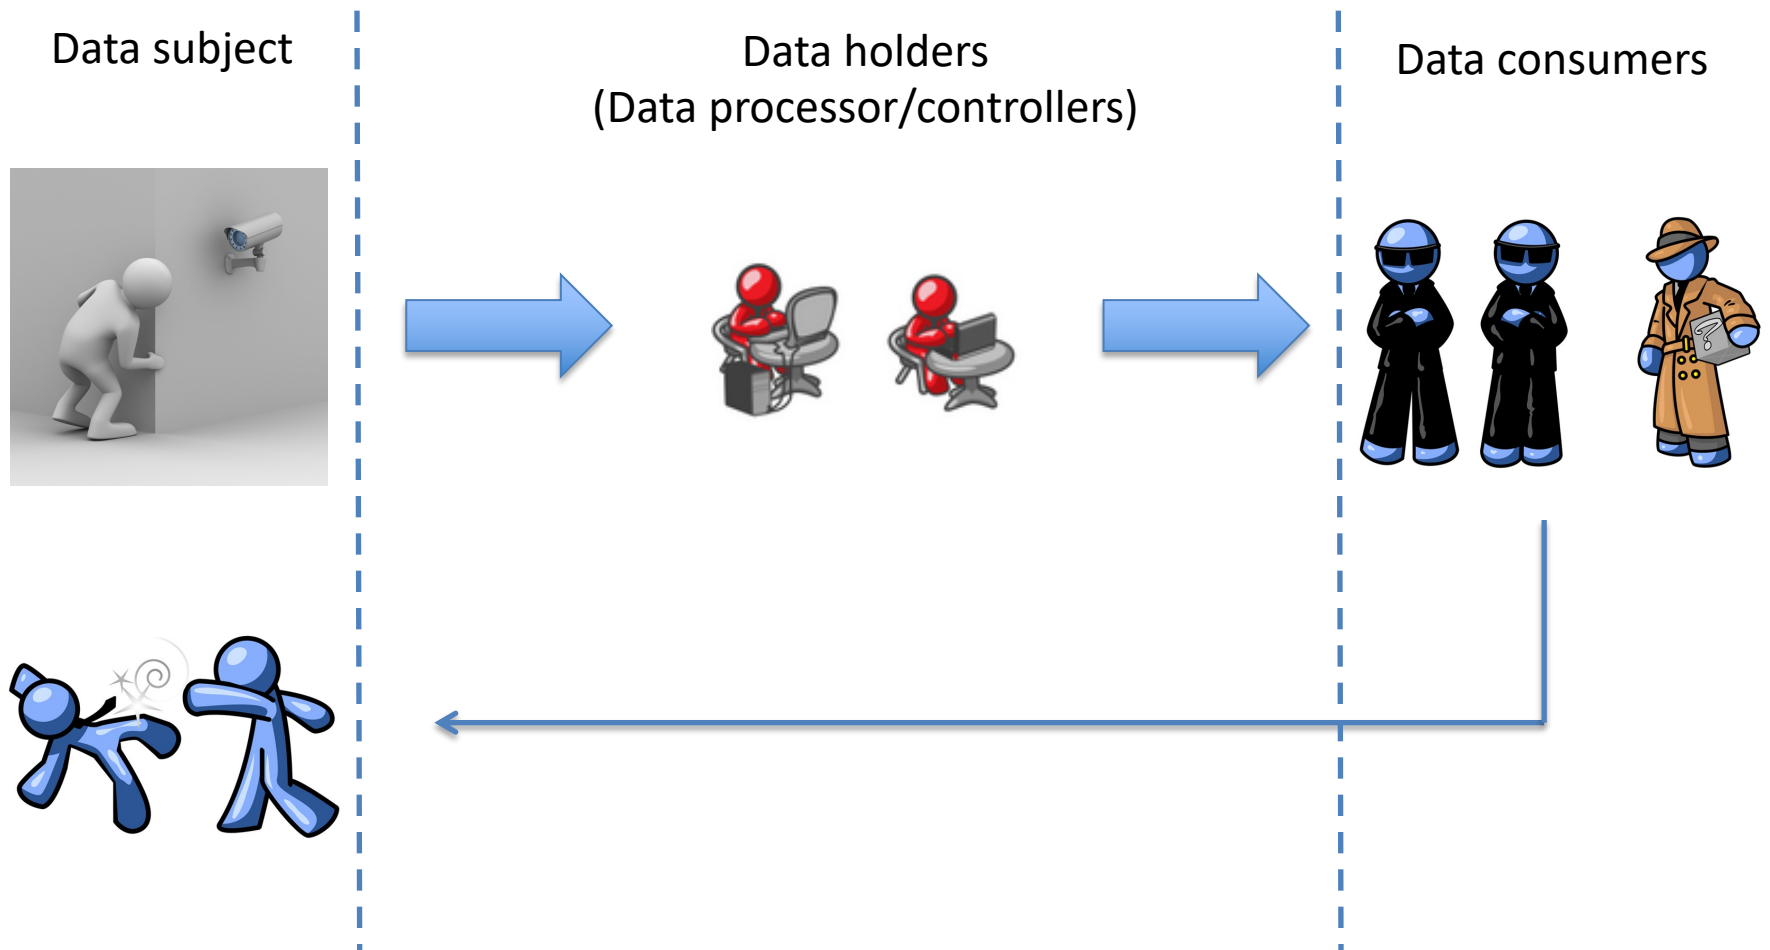 Data subject
Data holders
(Data processor/controllers)
Data consumers
?